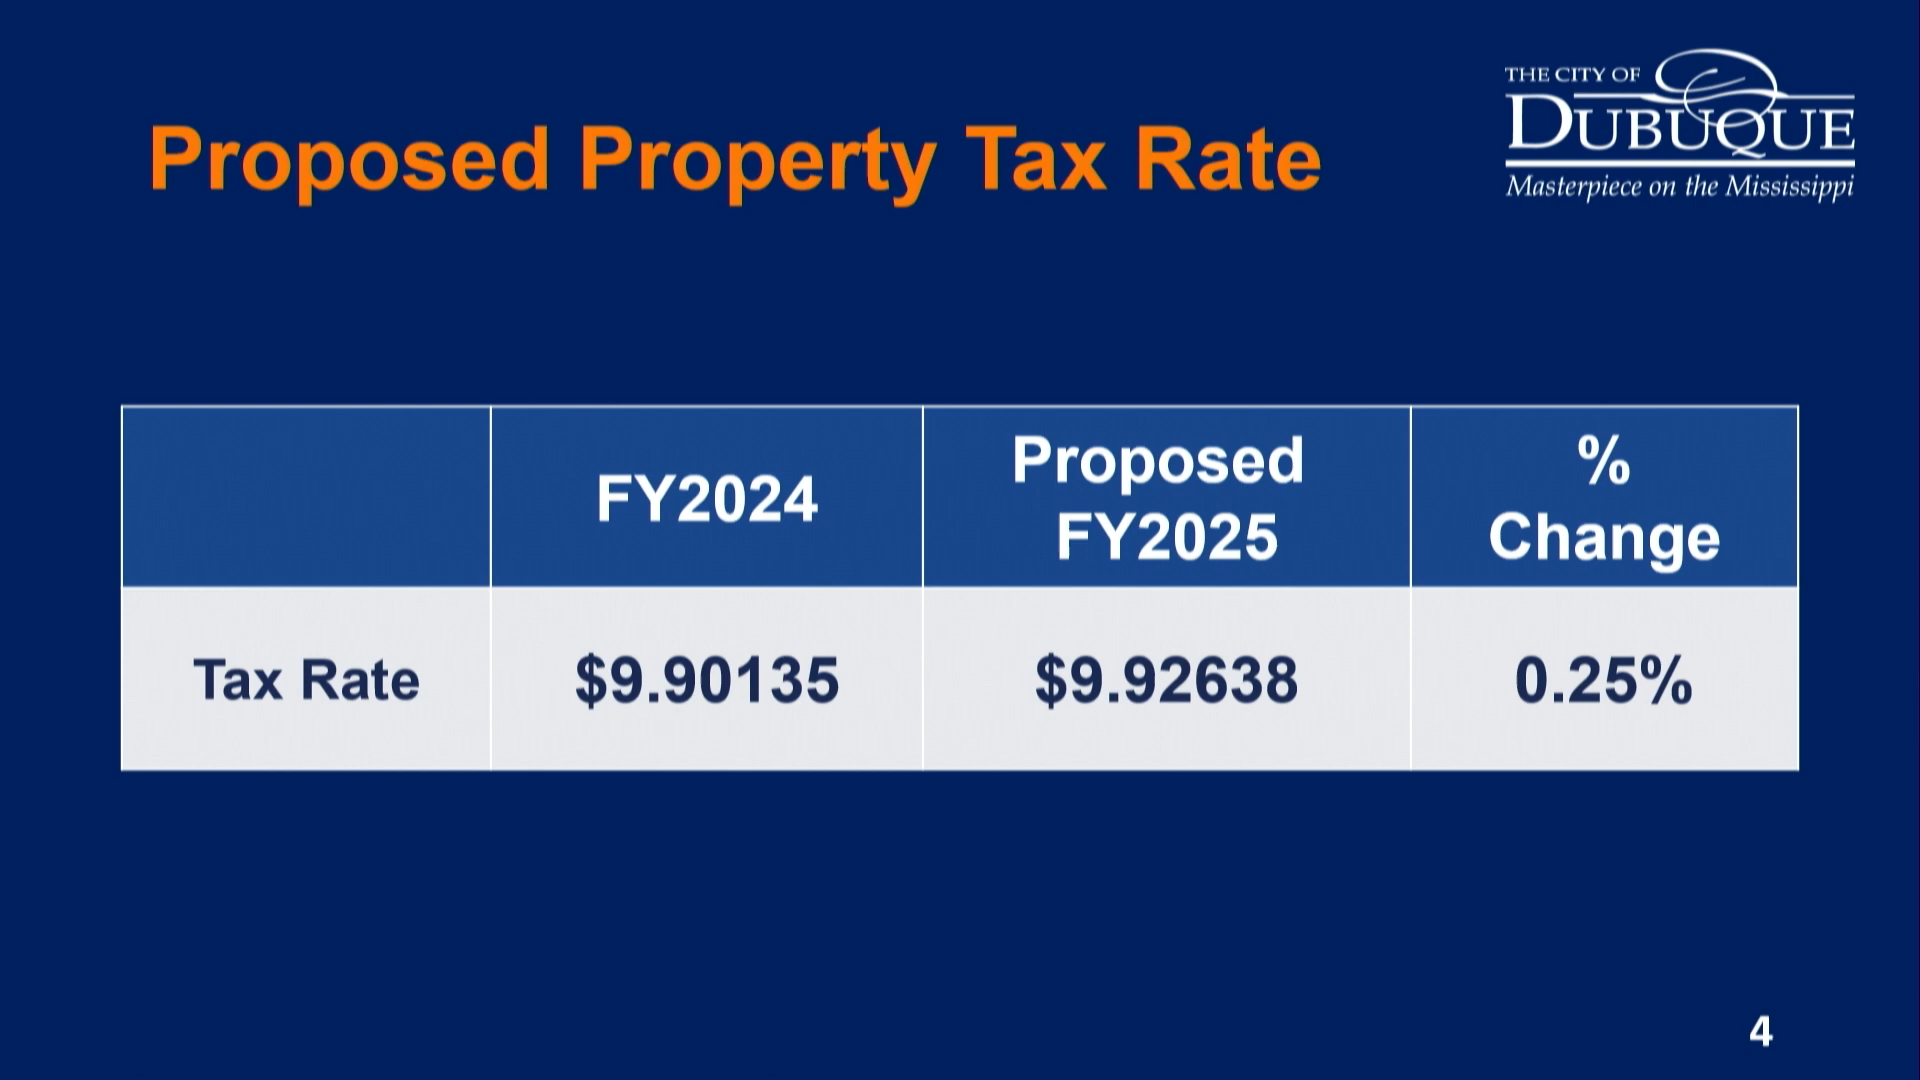 THE CITY OF
DUBUQUE
Masterpiece on the Mississippi
Proposed Property Tax Rate
FY2024
Proposed
FY2025
%
Change
Tax Rate
$9.90135
$9.92638
0.25%
4